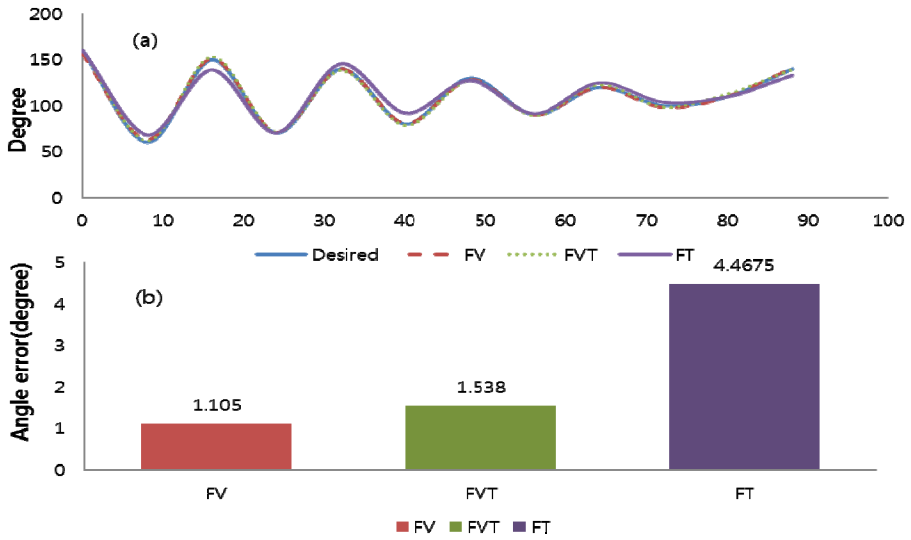 200
(a)
150
100
50
0
Degree
0 10 20 30 40 50 60 70 80 90 100
Desired FV FVT FT
5
4.4675
(b)
4
3
2
1.538
1.105
1
0
Angle error(degree)
FV FVT FT
FV FVT FT